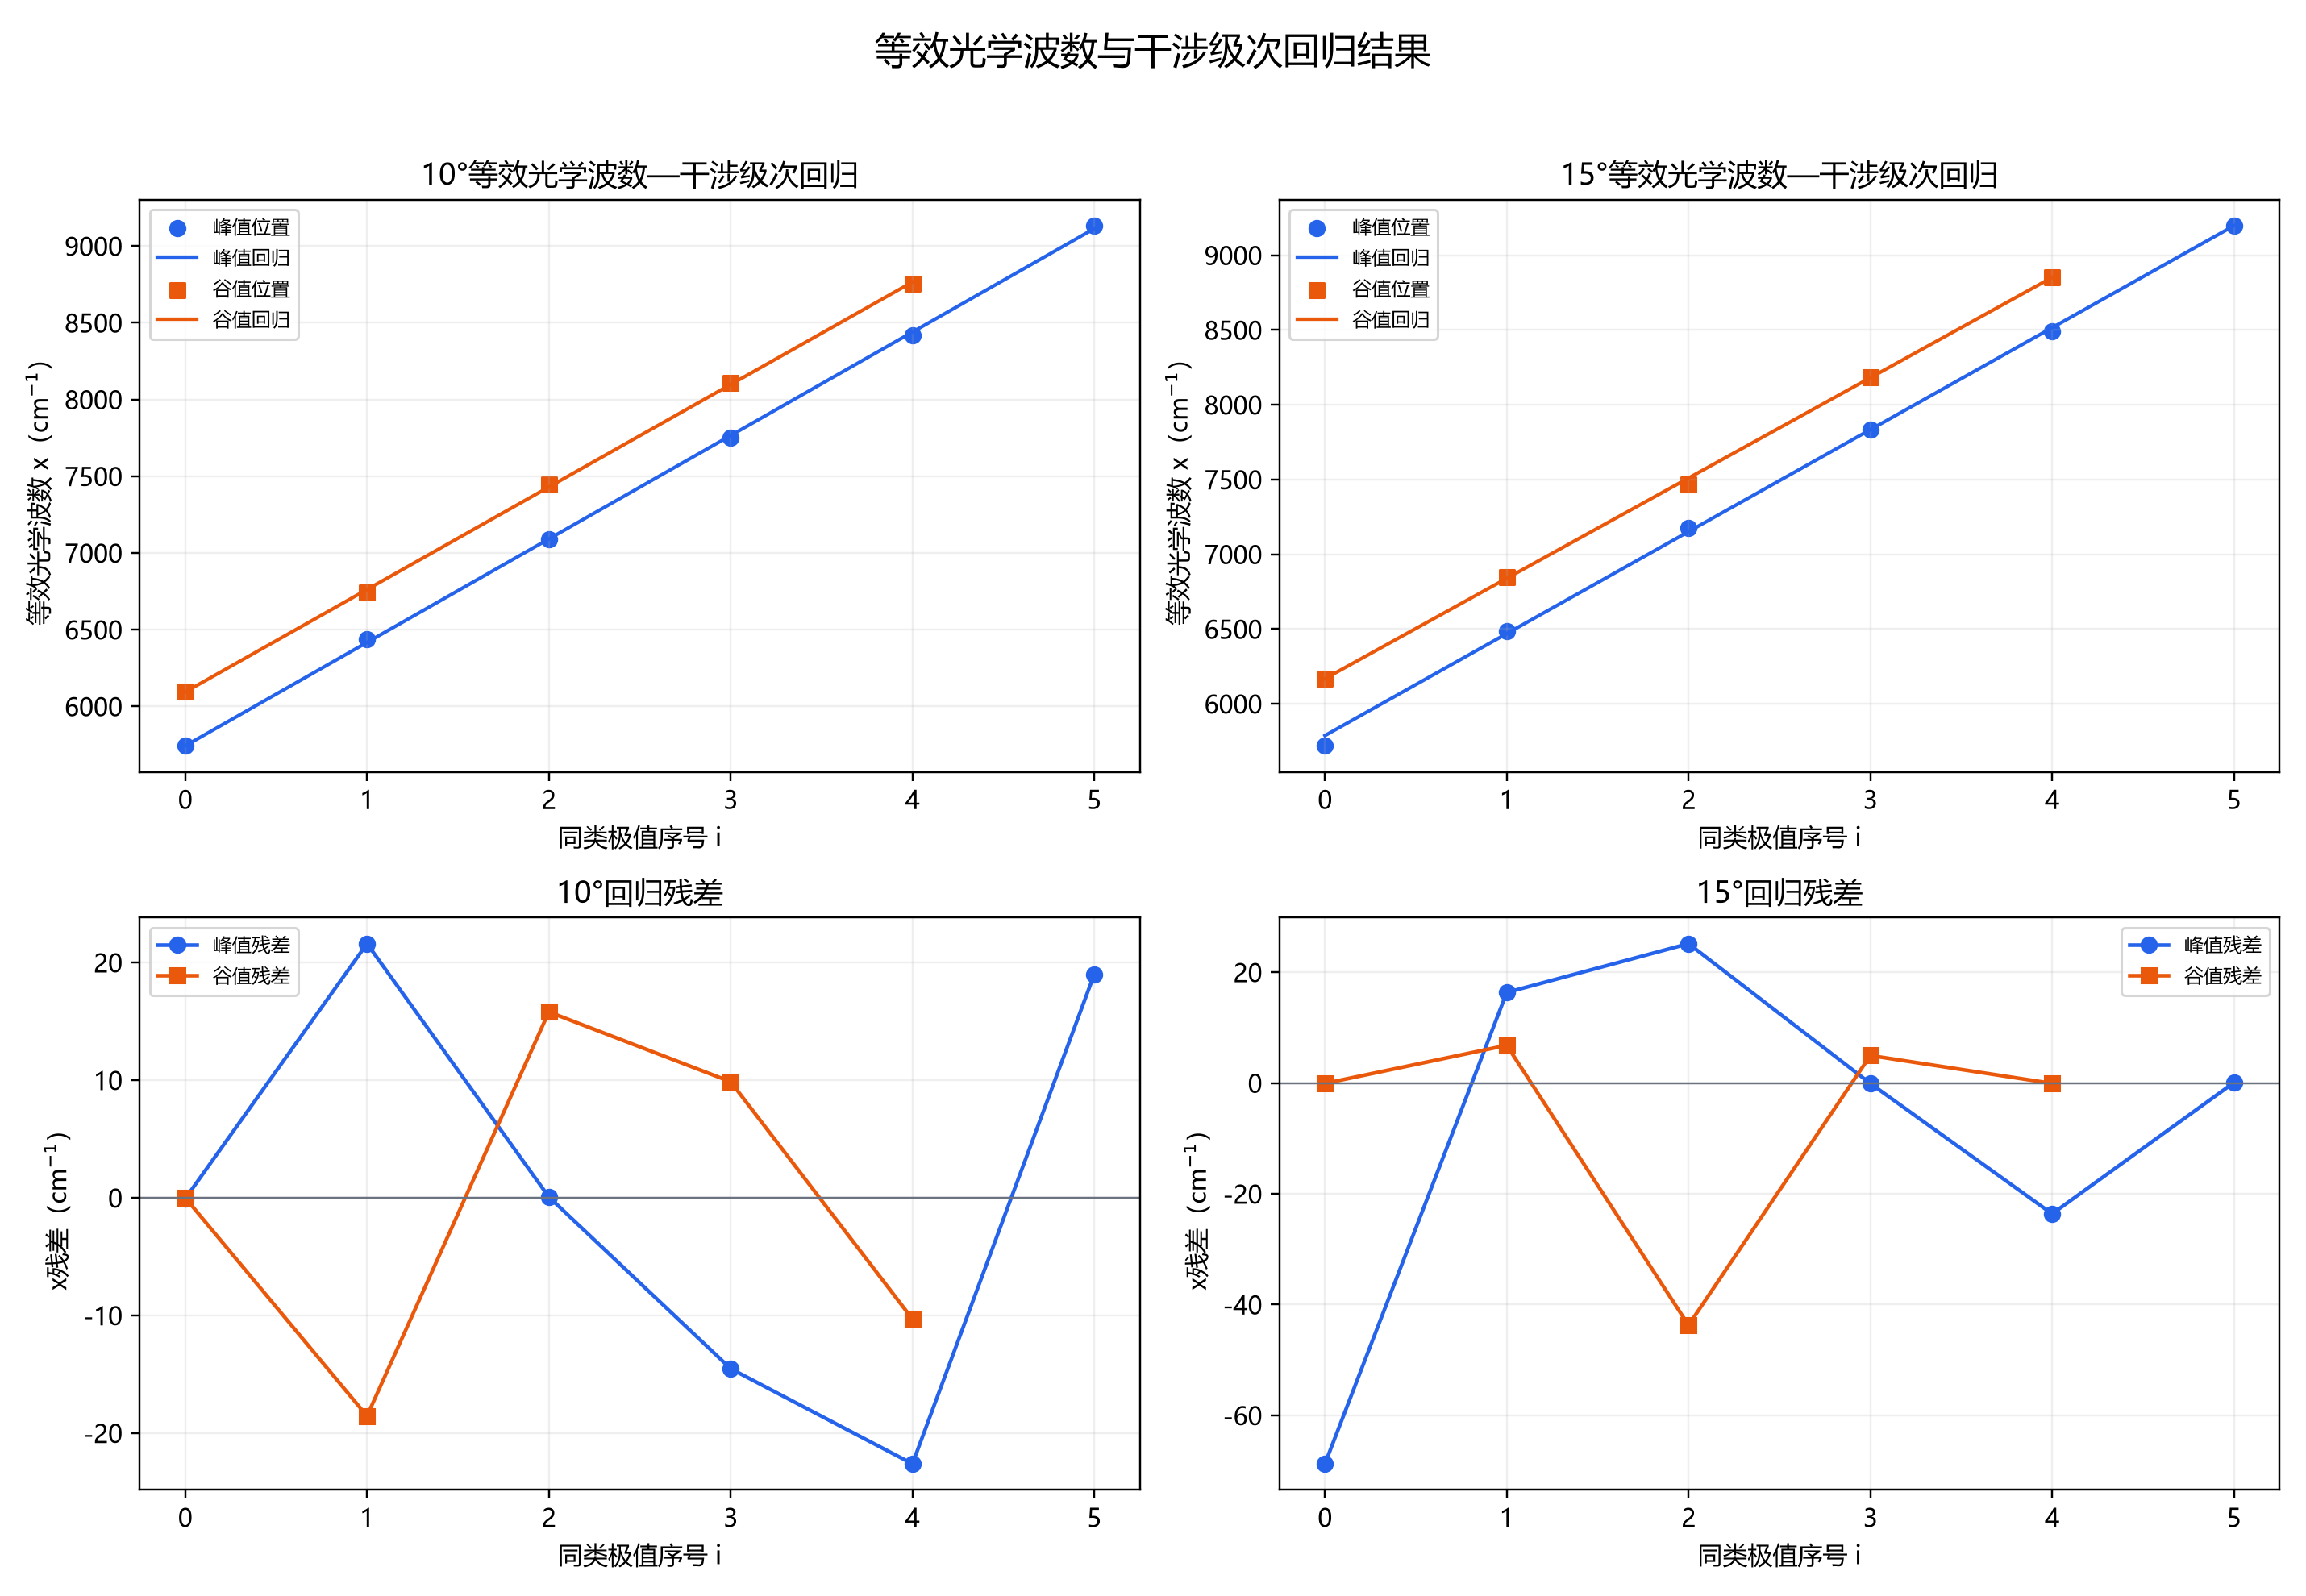 等效光学波数与干涉级次回归结果
10°等效光学波数—干涉级次回归
峰值位置
峰值回归
谷值位置
谷值回归
等效光学波数 x（cm⁻¹）
9000
8500
8000
7500
7000
6500
6000
0 1 2 3 4 5
同类极值序号 i
15°等效光学波数—干涉级次回归
峰值位置
峰值回归
谷值位置
谷值回归
等效光学波数 x（cm⁻¹）
9000
8500
8000
7500
7000
6500
6000
0 1 2 3 4 5
同类极值序号 i
10°回归残差
峰值残差
谷值残差
x残差（cm⁻¹）
20
10
0
-10
-20
0 1 2 3 4 5
同类极值序号 i
15°回归残差
峰值残差
谷值残差
x残差（cm⁻¹）
20
0
-20
-40
-60
0 1 2 3 4 5
同类极值序号 i